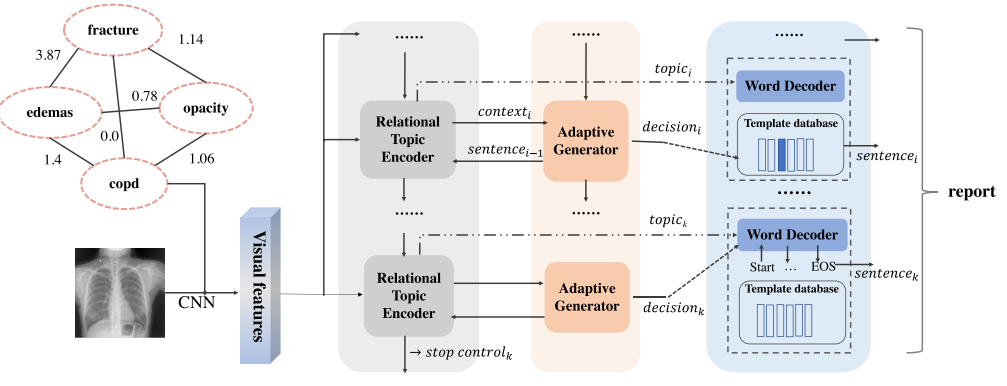 fracture
3.87
1.14
0.78
edemas
opacity
0.0
1.4
1.06
copd
CNN
Visual features
......
Relational
Topic
Encoder
......
Relational
Topic
Encoder
→ stop control_k
context_i
sentence_{i−1}
......
Adaptive
Generator
......
Adaptive
Generator
topic_i
decision_i
topic_k
decision_k
......
Word Decoder
Template database
sentence_i
......
Word Decoder
Start ... EOS
sentence_k
Template database
report